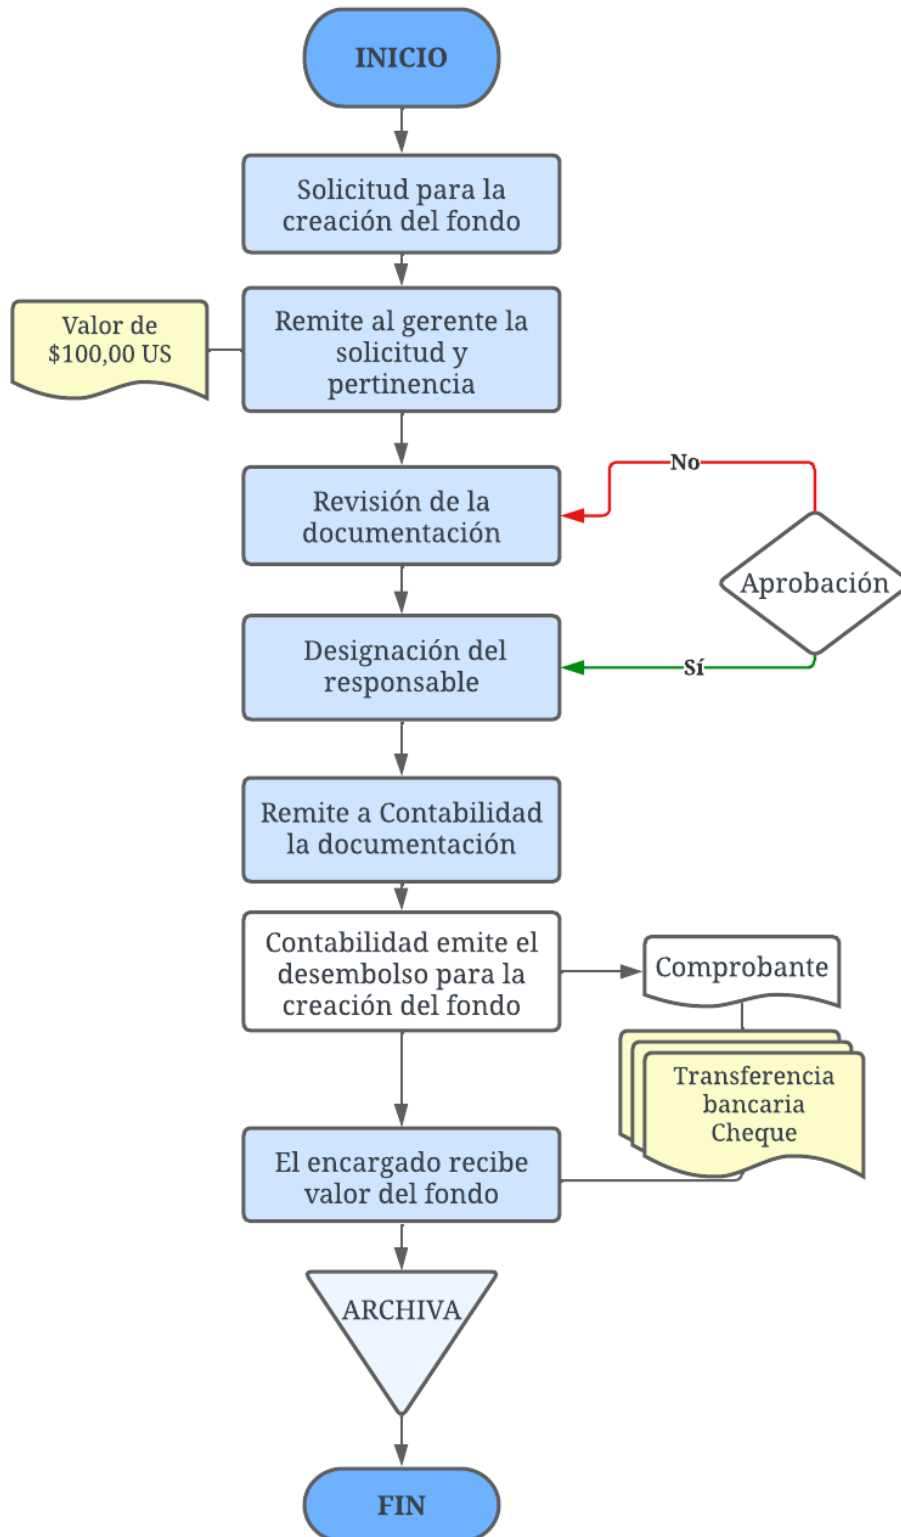 INICIO
Solicitud para la
creación del fondo
Valor de
$100,00 US
Remite al gerente la
solicitud y
pertinencia
No
Revisión de la
documentación
Aprobación
Designación del
responsable
Sí
Remite a Contabilidad
la documentación
Contabilidad emite el
desembolso para la
creación del fondo
Comprobante
Transferencia
bancaria
Cheque
El encargado recibe
valor del fondo
ARCHIVA
FIN